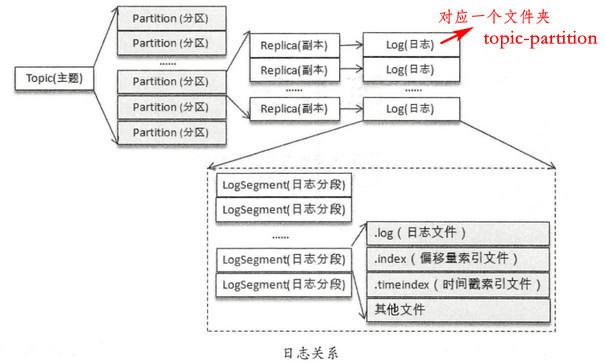 对应一个文件夹
topic-partition
Topic(主题)
Partition (分区)
Partition (分区)
......
Partition (分区)
Partition (分区)
Partition (分区)
Replica(副本)
Replica(副本)
......
Replica(副本)
Log(日志)
Log(日志)
......
Log(日志)
LogSegment(日志分段)
LogSegment(日志分段)
......
LogSegment(日志分段)
LogSegment(日志分段)
.log（日志文件）
.index（偏移量索引文件）
.timeindex（时间戳索引文件）
其他文件
日志关系